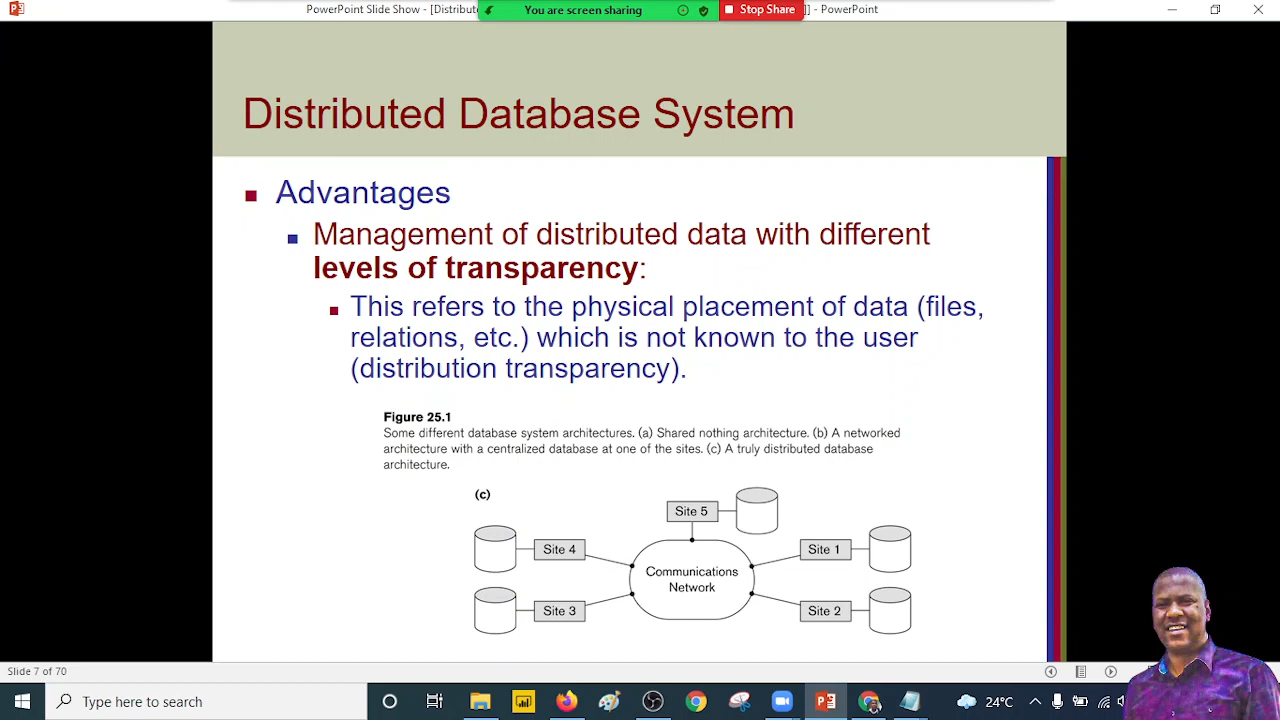 PowerPoint Slide Show - [Distribut
You are screen sharing
Stop Share
]] - PowerPoint
Distributed Database System
Advantages
Management of distributed data with different
levels of transparency:
This refers to the physical placement of data (files,
relations, etc.) which is not known to the user
(distribution transparency).
Figure 25.1
Some different database system architectures. (a) Shared nothing architecture. (b) A networked
architecture with a centralized database at one of the sites. (c) A truly distributed database
architecture.
(c)
Site 5
Site 4
Site 1
Communications
Network
Site 3
Site 2
Slide 7 of 70
Type here to search
24°C